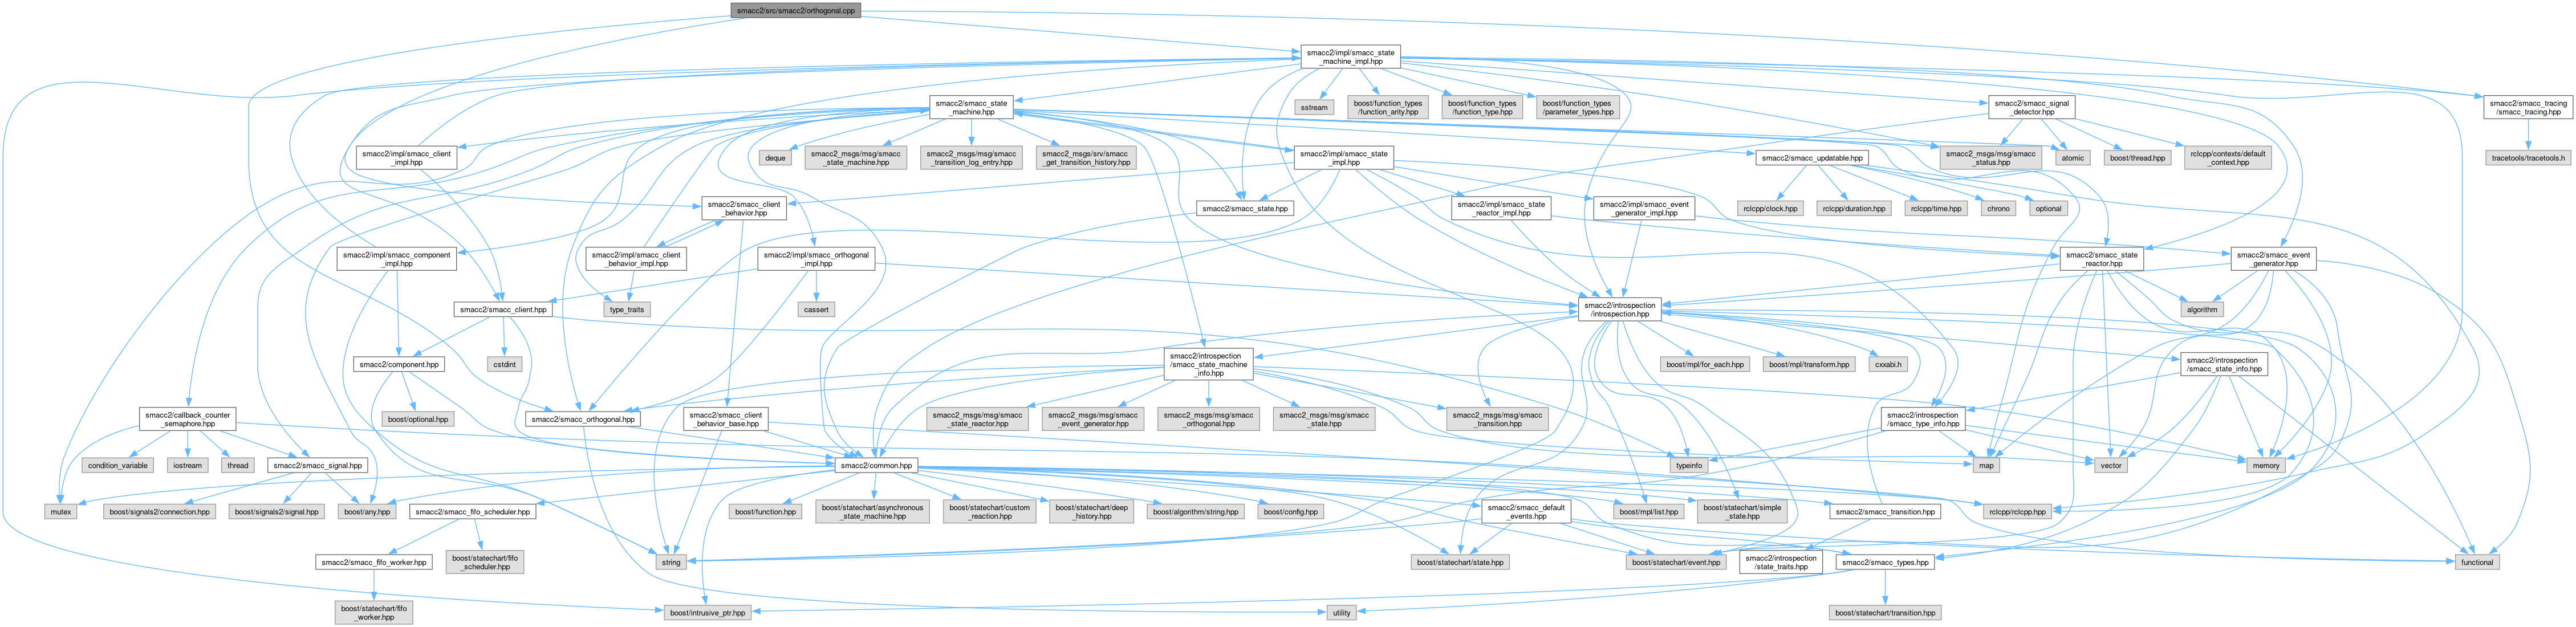 smacc2/src/smacc2/orthogonal.cpp
smacc2/impl/smacc_state
_machine_impl.hpp
smacc2/smacc_state
_machine.hpp
sstream
boost/function_types
/function_arity.hpp
boost/function_types
/function_type.hpp
boost/function_types
/parameter_types.hpp
smacc2/smacc_signal
_detector.hpp
smacc2/smacc_tracing
/smacc_tracing.hpp
smacc2/impl/smacc_client
_impl.hpp
deque
smacc2_msgs/msg/smacc
_state_machine.hpp
smacc2_msgs/msg/smacc
_transition_log_entry.hpp
smacc2_msgs/srv/smacc
_get_transition_history.hpp
smacc2/impl/smacc_state
_impl.hpp
smacc2/smacc_updatable.hpp
smacc2_msgs/msg/smacc
_status.hpp
atomic
boost/thread.hpp
rclcpp/contexts/default
_context.hpp
tracetools/tracetools.h
smacc2/smacc_client
_behavior.hpp
smacc2/smacc_state.hpp
smacc2/impl/smacc_state
_reactor_impl.hpp
smacc2/impl/smacc_event
_generator_impl.hpp
rclcpp/clock.hpp
rclcpp/duration.hpp
rclcpp/time.hpp
chrono
optional
smacc2/impl/smacc_component
_impl.hpp
smacc2/impl/smacc_client
_behavior_impl.hpp
smacc2/impl/smacc_orthogonal
_impl.hpp
smacc2/smacc_state
_reactor.hpp
smacc2/smacc_event
_generator.hpp
smacc2/smacc_client.hpp
type_traits
cassert
smacc2/introspection
/introspection.hpp
algorithm
smacc2/component.hpp
cstdint
smacc2/introspection
/smacc_state_machine
_info.hpp
boost/mpl/for_each.hpp
boost/mpl/transform.hpp
cxxabi.h
smacc2/introspection
/smacc_state_info.hpp
smacc2/callback_counter
_semaphore.hpp
boost/optional.hpp
smacc2/smacc_orthogonal.hpp
smacc2/smacc_client
_behavior_base.hpp
smacc2_msgs/msg/smacc
_state_reactor.hpp
smacc2_msgs/msg/smacc
_event_generator.hpp
smacc2_msgs/msg/smacc
_orthogonal.hpp
smacc2_msgs/msg/smacc
_state.hpp
smacc2_msgs/msg/smacc
_transition.hpp
smacc2/introspection
/smacc_type_info.hpp
condition_variable
iostream
thread
smacc2/smacc_signal.hpp
smacc2/common.hpp
typeinfo
map
vector
memory
mutex
boost/signals2/connection.hpp
boost/signals2/signal.hpp
boost/any.hpp
smacc2/smacc_fifo_scheduler.hpp
boost/function.hpp
boost/statechart/asynchronous
_state_machine.hpp
boost/statechart/custom
_reaction.hpp
boost/statechart/deep
_history.hpp
boost/algorithm/string.hpp
boost/config.hpp
smacc2/smacc_default
_events.hpp
boost/mpl/list.hpp
boost/statechart/simple
_state.hpp
smacc2/smacc_transition.hpp
rclcpp/rclcpp.hpp
smacc2/smacc_fifo_worker.hpp
boost/statechart/fifo
_scheduler.hpp
string
boost/statechart/state.hpp
boost/statechart/event.hpp
smacc2/introspection
/state_traits.hpp
smacc2/smacc_types.hpp
functional
boost/statechart/fifo
_worker.hpp
boost/intrusive_ptr.hpp
utility
boost/statechart/transition.hpp